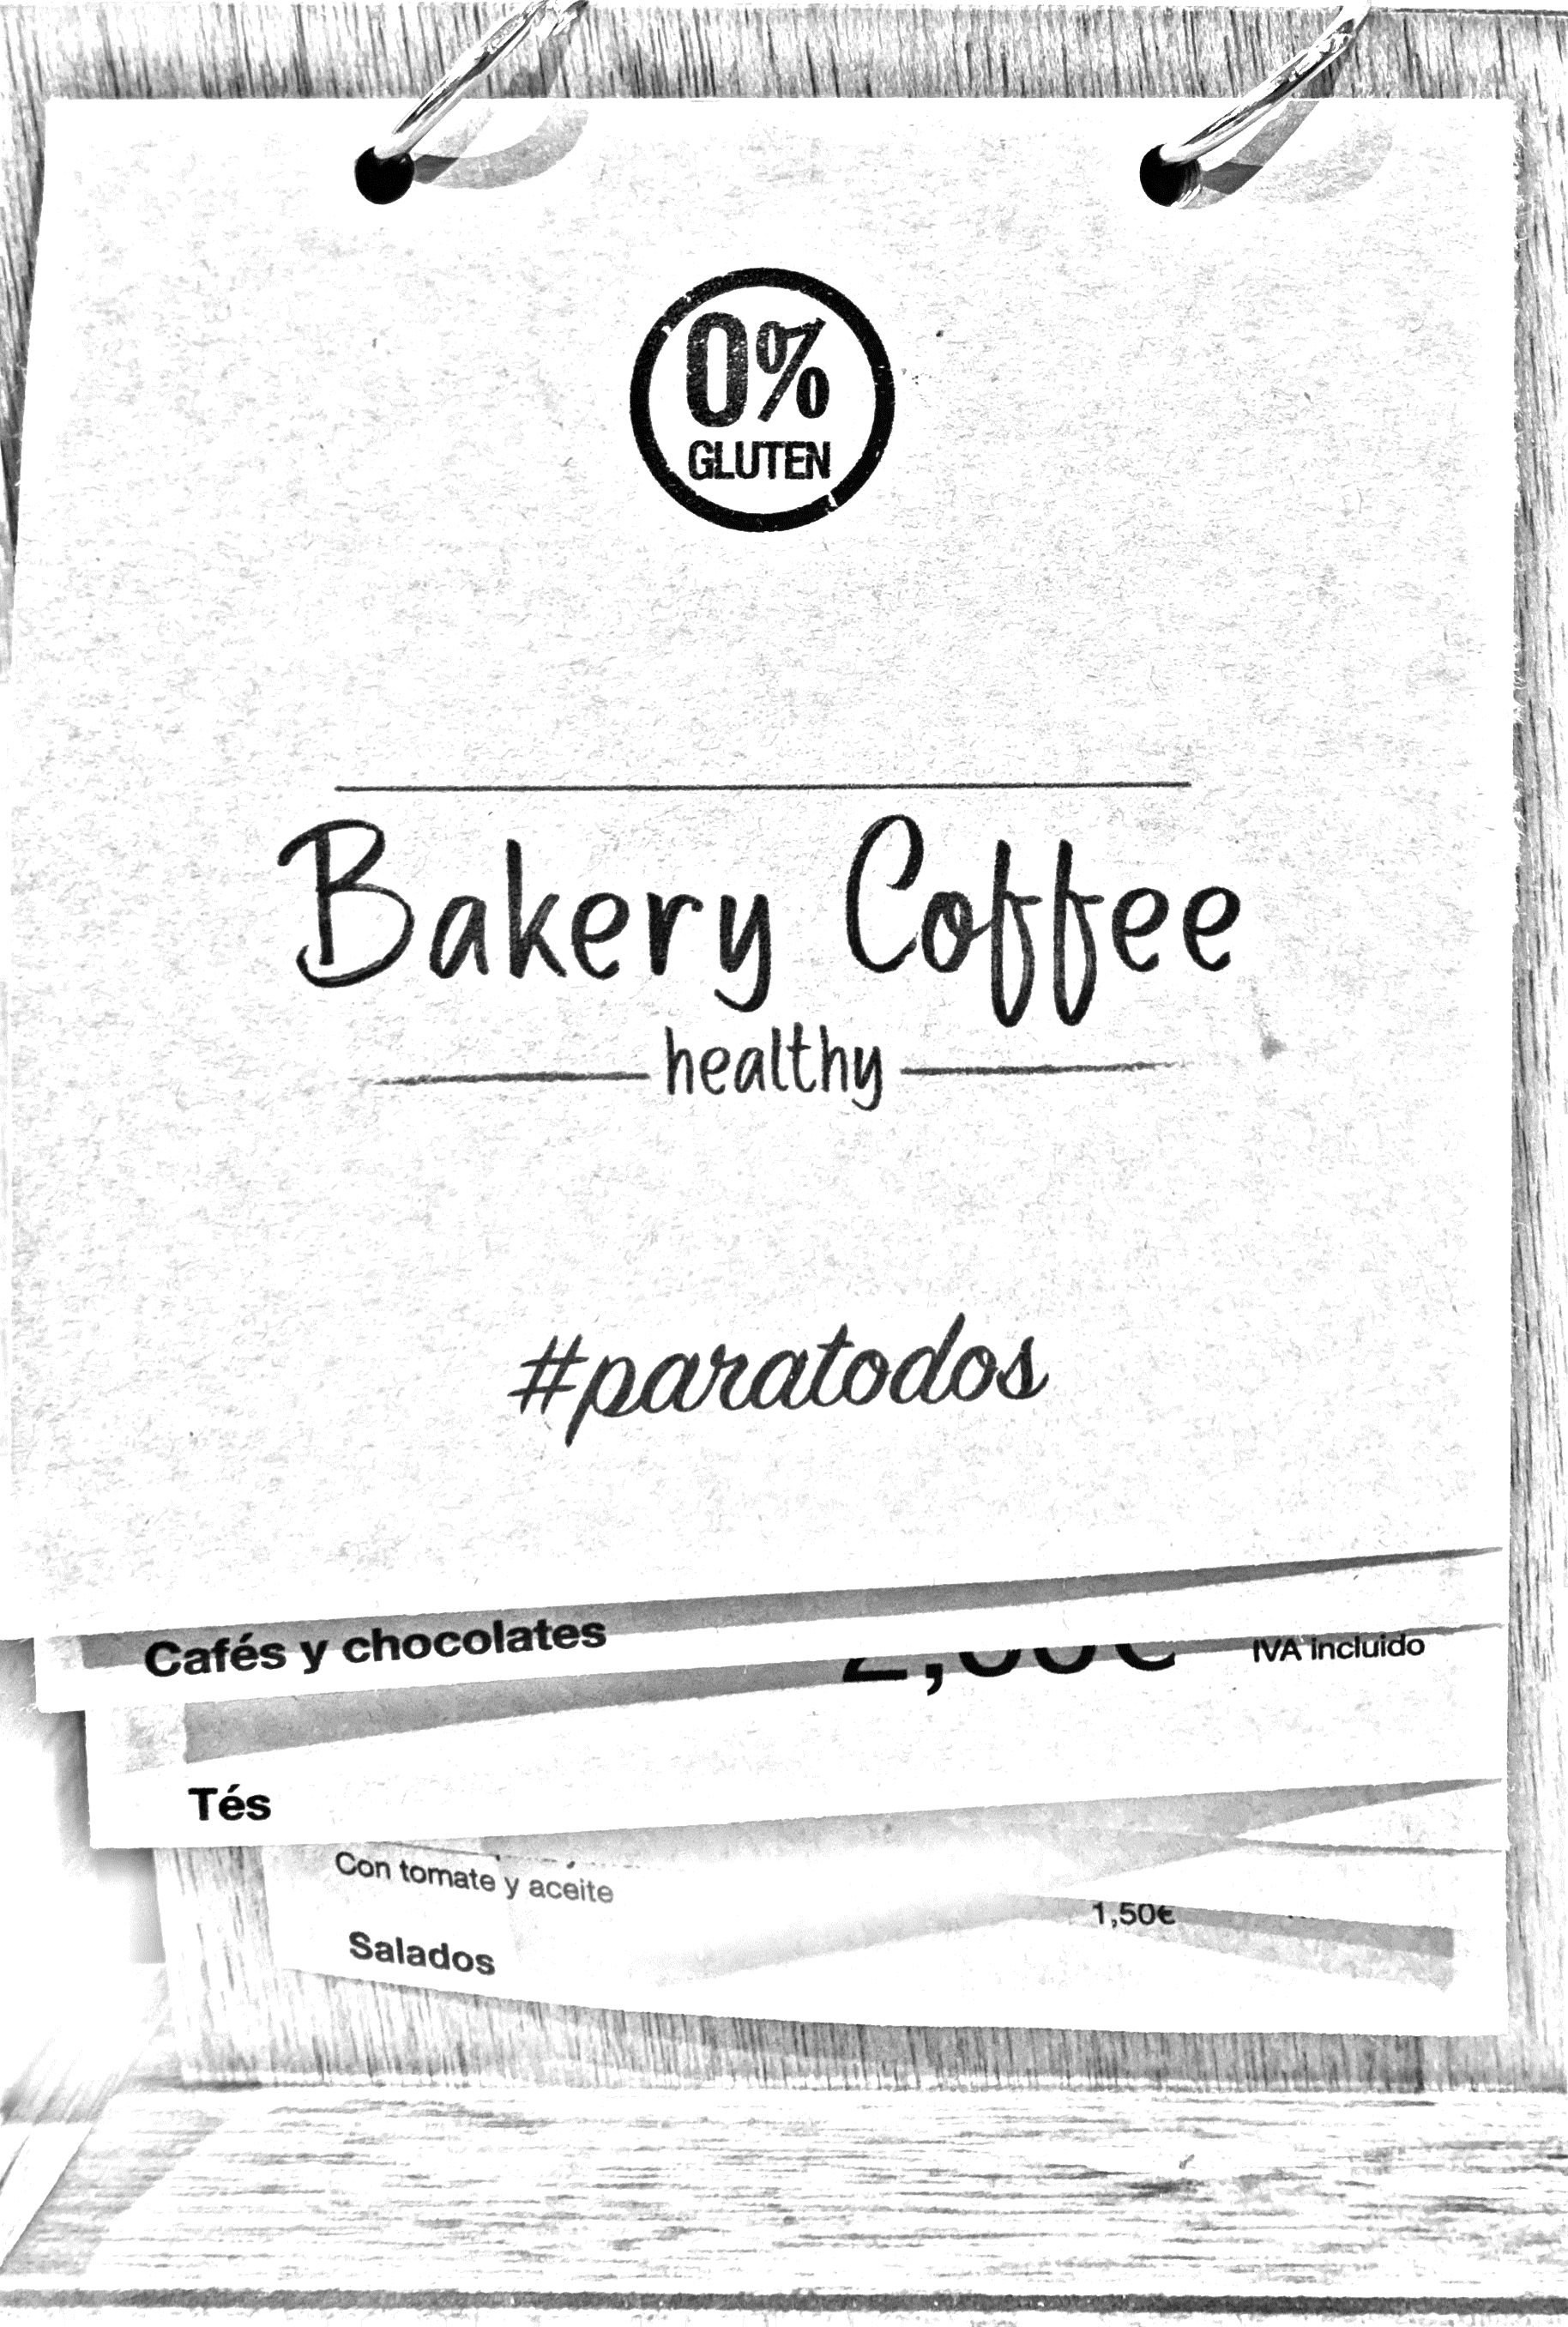 0%
GLUTEN
Bakery Coffee
healthy
#paratodos
Cafés y chocolates
IVA incluido
Tés
Con tomate y aceite
1,50€
Salados